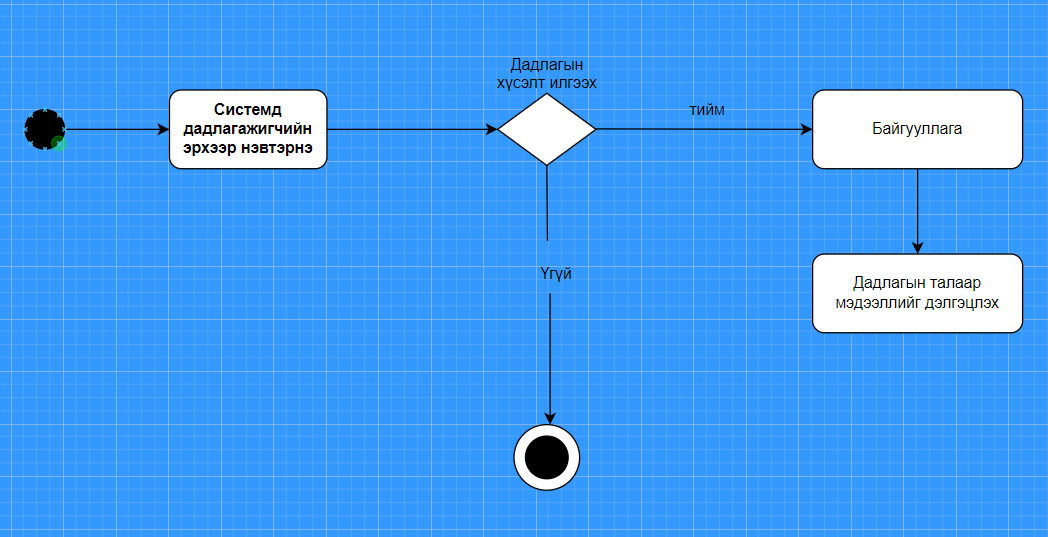 Дадлагын
хүсэлт илгээх
Системд
дадлагажигчийн
эрхээр нэвтэрнэ
тийм
Байгууллага
Үгүй
Дадлагын талаар
мэдээллийг дэлгэцлэх